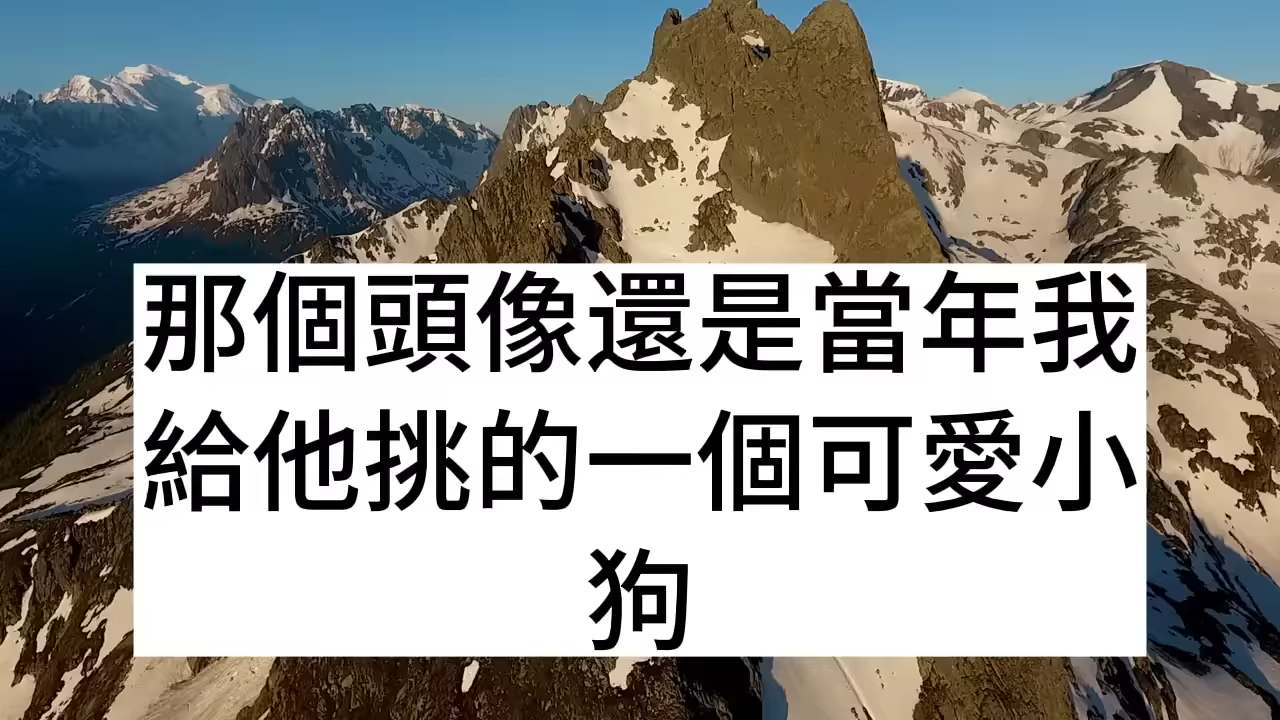 那個頭像還是當年我
給他挑的一個可愛小
狗